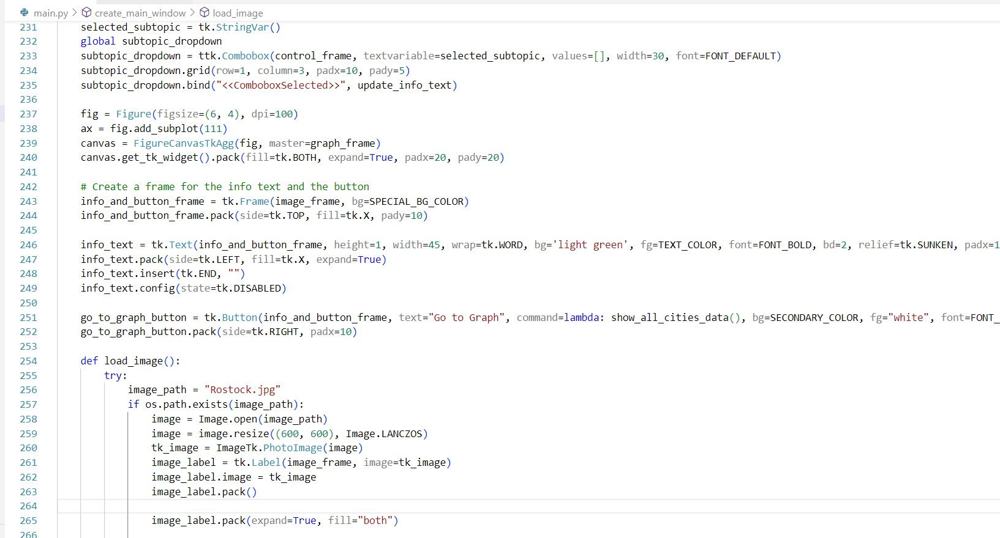 main.py > create_main_window > load_image
231 selected_subtopic = tk.StringVar()
232 global subtopic_dropdown
233 subtopic_dropdown = ttk.Combobox(control_frame, textvariable=selected_subtopic, values=[], width=30, font=FONT_DEFAULT)
234 subtopic_dropdown.grid(row=1, column=3, padx=10, pady=5)
235 subtopic_dropdown.bind("<<ComboboxSelected>>", update_info_text)
236
237 fig = Figure(figsize=(6, 4), dpi=100)
238 ax = fig.add_subplot(111)
239 canvas = FigureCanvasTkAgg(fig, master=graph_frame)
240 canvas.get_tk_widget().pack(fill=tk.BOTH, expand=True, padx=20, pady=20)
241
242 # Create a frame for the info text and the button
243 info_and_button_frame = tk.Frame(image_frame, bg=SPECIAL_BG_COLOR)
244 info_and_button_frame.pack(side=tk.TOP, fill=tk.X, pady=10)
245
246 info_text = tk.Text(info_and_button_frame, height=1, width=45, wrap=tk.WORD, bg='light green', fg=TEXT_COLOR, font=FONT_BOLD, bd=2, relief=tk.SUNKEN, padx=1
247 info_text.pack(side=tk.LEFT, fill=tk.X, expand=True)
248 info_text.insert(tk.END, "")
249 info_text.config(state=tk.DISABLED)
250
251 go_to_graph_button = tk.Button(info_and_button_frame, text="Go to Graph", command=lambda: show_all_cities_data(), bg=SECONDARY_COLOR, fg="white", font=FONT_
252 go_to_graph_button.pack(side=tk.RIGHT, padx=10)
253
254 def load_image():
255 try:
256 image_path = "Rostock.jpg"
257 if os.path.exists(image_path):
258 image = Image.open(image_path)
259 image = image.resize((600, 600), Image.LANCZOS)
260 tk_image = ImageTk.PhotoImage(image)
261 image_label = tk.Label(image_frame, image=tk_image)
262 image_label.image = tk_image
263 image_label.pack()
264
265 image_label.pack(expand=True, fill="both")
266